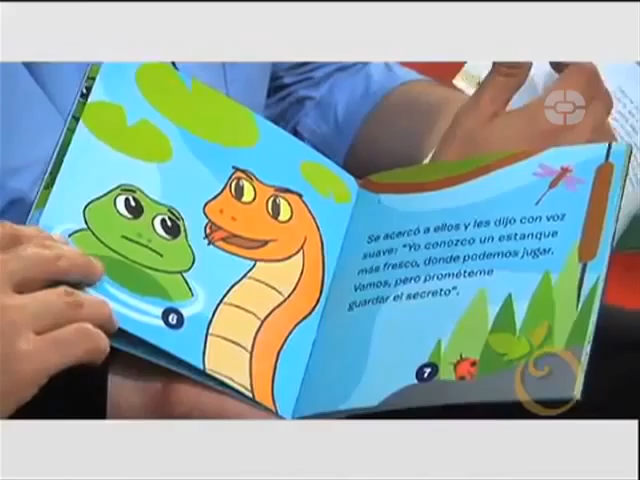 Se acercó a ellos y les dijo con voz
suave: "Yo conozco un estanque
más fresco, donde podemos jugar.
Vamos, pero prométeme
guardar el secreto".
6
7